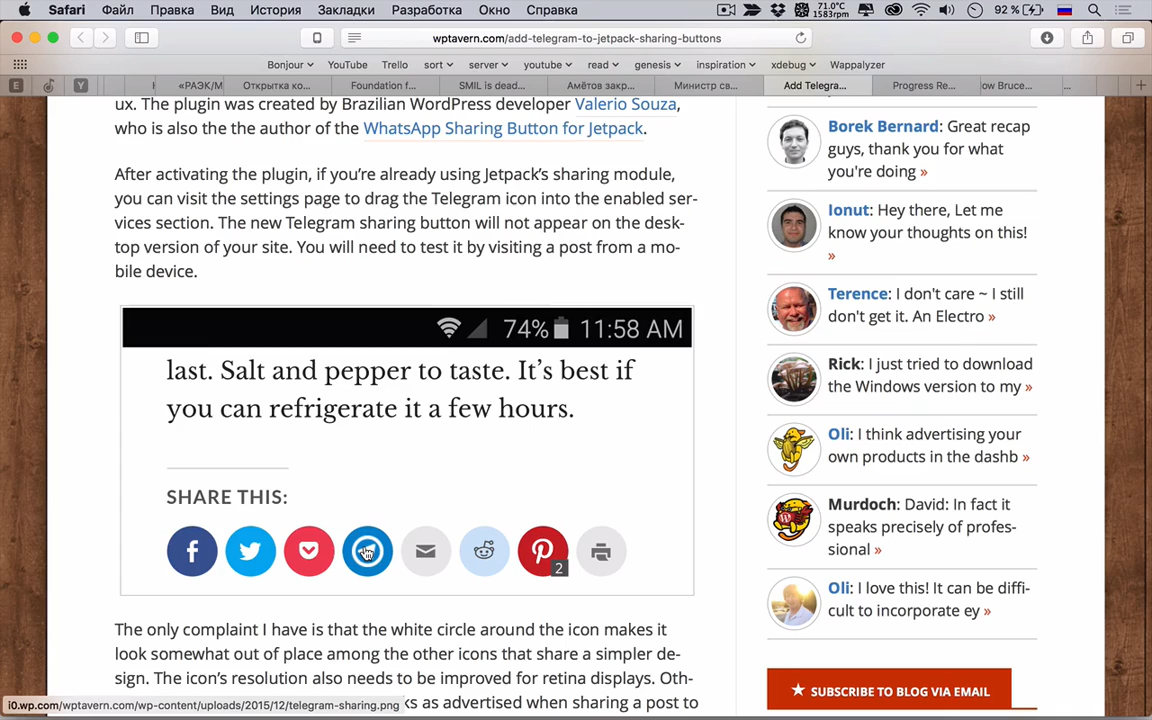 Safari Файл Правка Вид История Закладки Разработка Окно Справка 71.0°C 1583rpm 92 %
wptavern.com/add-telegram-to-jetpack-sharing-buttons
Bonjour YouTube Trello sort server youtube read genesis inspiration xdebug Wappalyzer
E Y «РАЭК/М Открытка ко... Foundation f... SMIL is dead... Амётов закр... Министр св... Add Telegra... Progress Re... ow Bruce... ...
ux. The plugin was created by Brazilian WordPress developer Valerio Souza,
who is also the the author of the WhatsApp Sharing Button for Jetpack.
After activating the plugin, if you’re already using Jetpack’s sharing module,
you can visit the settings page to drag the Telegram icon into the enabled ser-
vices section. The new Telegram sharing button will not appear on the desk-
top version of your site. You will need to test it by visiting a post from a mo-
bile device.
74% 11:58 AM
last. Salt and pepper to taste. It’s best if
you can refrigerate it a few hours.
SHARE THIS:
2
The only complaint I have is that the white circle around the icon makes it
look somewhat out of place among the other icons that share a simpler de-
sign. The icon’s resolution also needs to be improved for retina displays. Oth-
ks as advertised when sharing a post to
i0.wp.com/wptavern.com/wp-content/uploads/2015/12/telegram-sharing.png
Borek Bernard: Great recap
guys, thank you for what
you're doing »
Ionut: Hey there, Let me
know your thoughts on this!
»
Terence: I don't care ~ I still
don't get it. An Electro »
Rick: I just tried to download
the Windows version to my »
Oli: I think advertising your
own products in the dashb »
Murdoch: David: In fact it
speaks precisely of profes-
sional »
Oli: I love this! It can be diffi-
cult to incorporate ey »
★ SUBSCRIBE TO BLOG VIA EMAIL